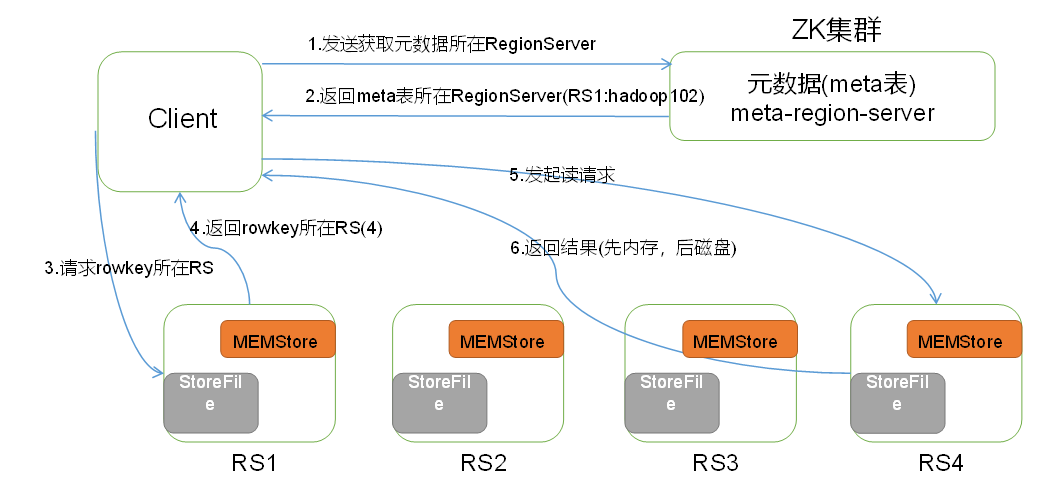 ZK集群
1.发送获取元数据所在RegionServer
元数据(meta表)
meta-region-server
2.返回meta表所在RegionServer(RS1:hadoop102)
Client
5.发起读请求
4.返回rowkey所在RS(4)
6.返回结果(先内存，后磁盘)
3.请求rowkey所在RS
MEMStore
MEMStore
MEMStore
MEMStore
StoreFil
e
StoreFil
e
StoreFil
e
StoreFil
e
RS1
RS2
RS3
RS4